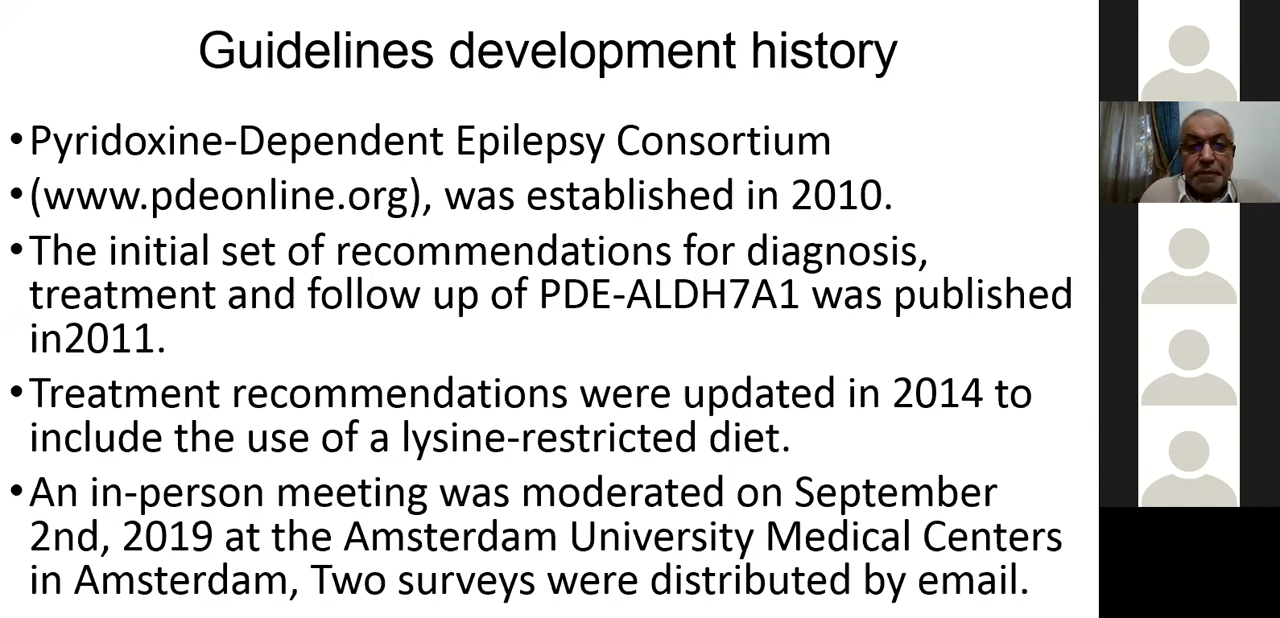 Guidelines development history
•Pyridoxine-Dependent Epilepsy Consortium
•(www.pdeonline.org), was established in 2010.
•The initial set of recommendations for diagnosis,
treatment and follow up of PDE-ALDH7A1 was published
in2011.
•Treatment recommendations were updated in 2014 to
include the use of a lysine-restricted diet.
•An in-person meeting was moderated on September
2nd, 2019 at the Amsterdam University Medical Centers
in Amsterdam, Two surveys were distributed by email.